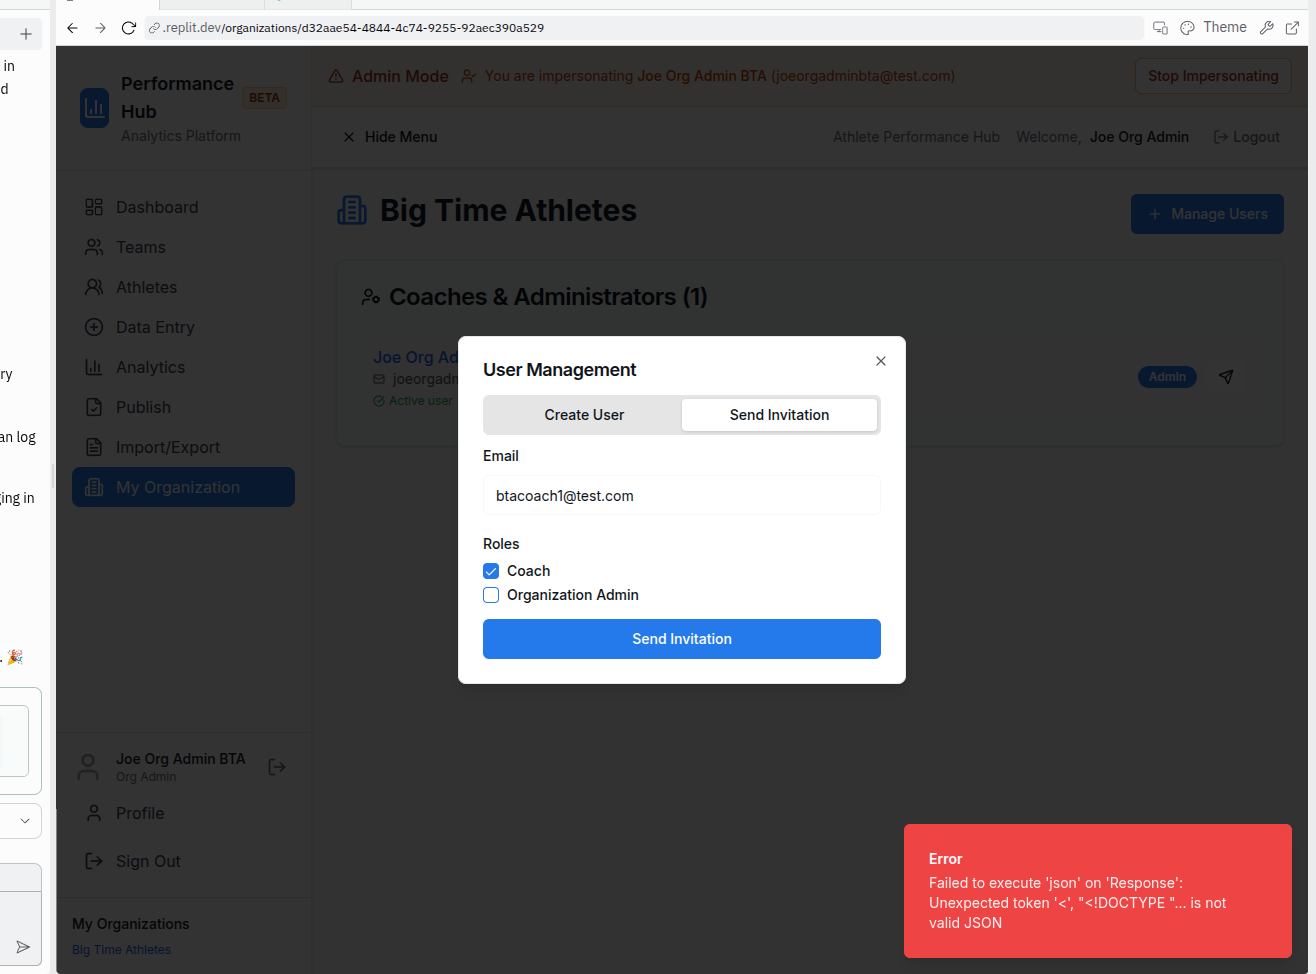 .replit.dev/organizations/d32aae54-4844-4c74-9255-92aec390a529
Theme
in
d
ry
an log
ging in
. 🎉
Performance
Hub
BETA
Analytics Platform
Admin Mode
You are impersonating Joe Org Admin BTA (joeorgadminbta@test.com)
Stop Impersonating
Hide Menu
Athlete Performance Hub
Welcome, Joe Org Admin
Logout
Dashboard
Teams
Athletes
Data Entry
Analytics
Publish
Import/Export
My Organization
Big Time Athletes
+ Manage Users
Coaches & Administrators (1)
Joe Org Ad
joeorgadm
Active user
Admin
User Management
Create User
Send Invitation
Email
btacoach1@test.com
Roles
Coach
Organization Admin
Send Invitation
Joe Org Admin BTA
Org Admin
Profile
Sign Out
My Organizations
Big Time Athletes
Error
Failed to execute 'json' on 'Response':
Unexpected token '<', "<!DOCTYPE "... is not
valid JSON